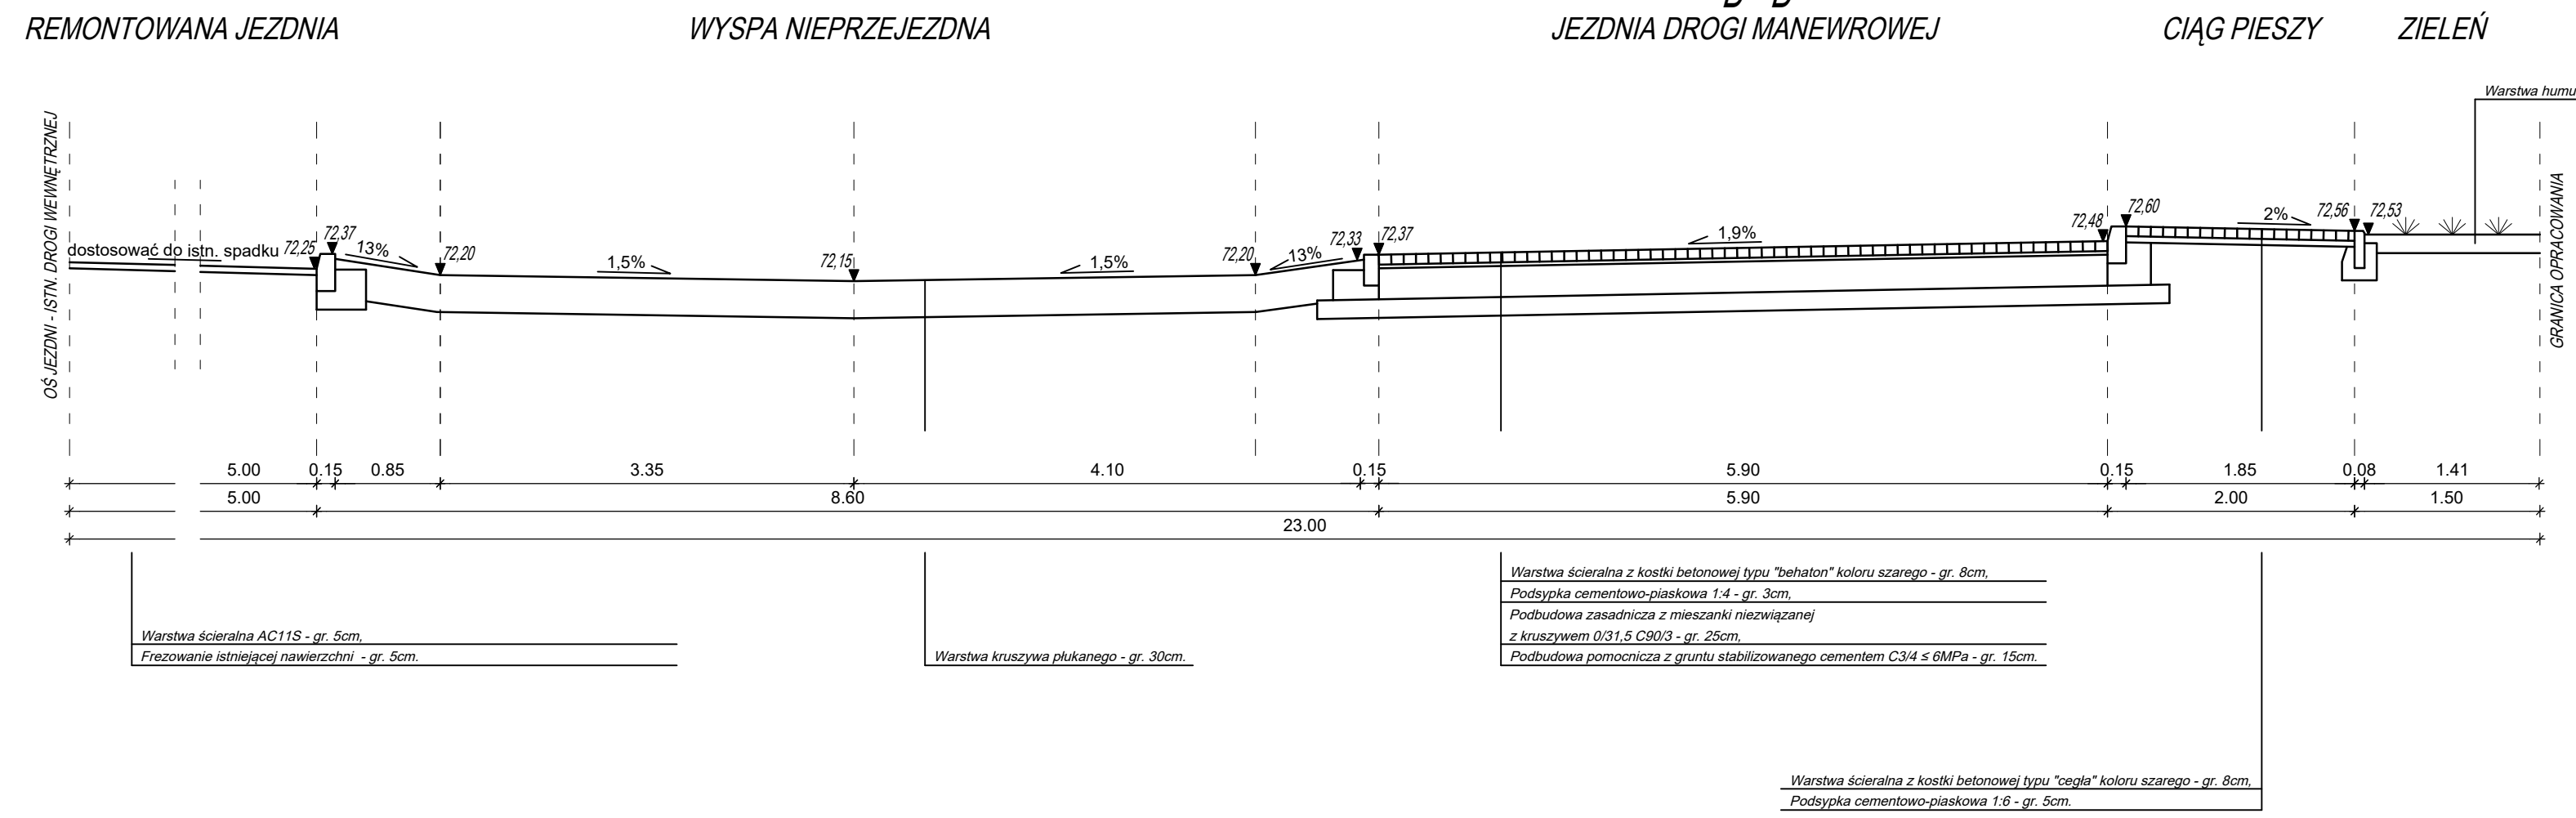 REMONTOWANA JEZDNIA
WYSPA NIEPRZEJEZDNA
JEZDNIA DROGI MANEWROWEJ
CIĄG PIESZY
ZIELEŃ
Warstwa humu
OŚ JEZDNI - ISTN. DROGI WEWNĘTRZNEJ
GRANICA OPRACOWANIA
dostosować do istn. spadku
72,25
72,37
13%
72,20
1,5%
72,15
1,5%
72,20
13%
72,33
72,37
1,9%
72,48
72,60
2%
72,56
72,53
5.00 0.15 0.85 3.35 4.10 0.15 5.90 0.15 1.85 0.08 1.41
5.00 8.60 5.90 2.00 1.50
23.00
Warstwa ścieralna AC11S - gr. 5cm,
Frezowanie istniejącej nawierzchni - gr. 5cm.
Warstwa kruszywa płukanego - gr. 30cm.
Warstwa ścieralna z kostki betonowej typu "behaton" koloru szarego - gr. 8cm,
Podsypka cementowo-piaskowa 1:4 - gr. 3cm,
Podbudowa zasadnicza z mieszanki niezwiązanej
z kruszywem 0/31,5 C90/3 - gr. 25cm,
Podbudowa pomocnicza z gruntu stabilizowanego cementem C3/4 ≤ 6MPa - gr. 15cm.
Warstwa ścieralna z kostki betonowej typu "cegła" koloru szarego - gr. 8cm,
Podsypka cementowo-piaskowa 1:6 - gr. 5cm.